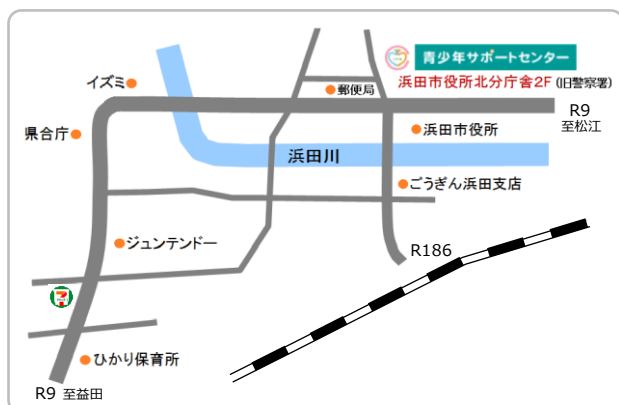 青少年サポートセンター
浜田市役所北分庁舎2F (旧警察署)
イズミ
郵便局
R9
至松江
県合庁
浜田市役所
浜田川
ごうぎん浜田支店
ジュンテンドー
R186
ひかり保育所
R9 至益田